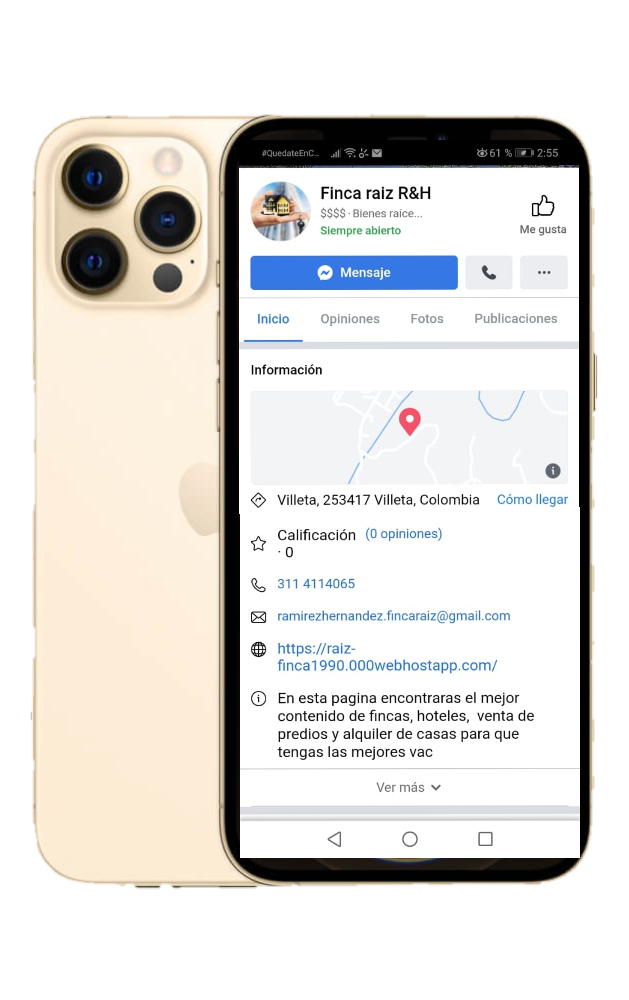 #QuedateEnC... 61 % 2:55
Finca raiz R&H
$$$$ · Bienes raíce...
Siempre abierto
Me gusta
Mensaje
Inicio Opiniones Fotos Publicaciones
Información
Villeta, 253417 Villeta, Colombia Cómo llegar
Calificación (0 opiniones)
· 0
311 4114065
ramirezhernandez.fincaraiz@gmail.com
https://raiz-
finca1990.000webhostapp.com/
En esta pagina encontraras el mejor
contenido de fincas, hoteles, venta de
predios y alquiler de casas para que
tengas las mejores vac
Ver más